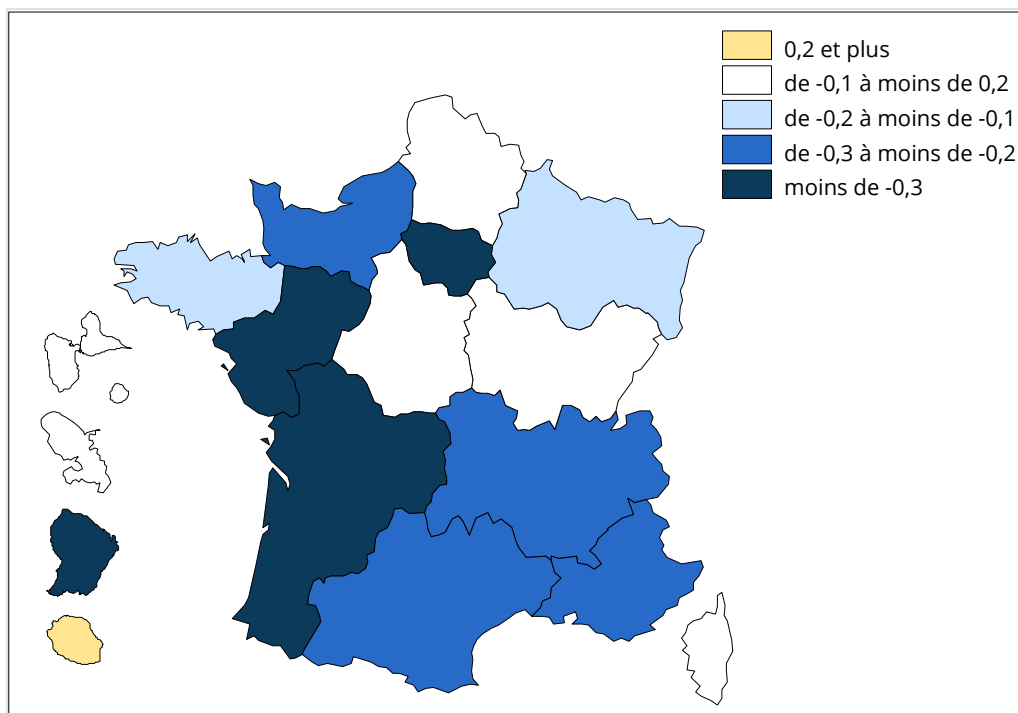 0,2 et plus
de -0,1 à moins de 0,2
de -0,2 à moins de -0,1
de -0,3 à moins de -0,2
moins de -0,3